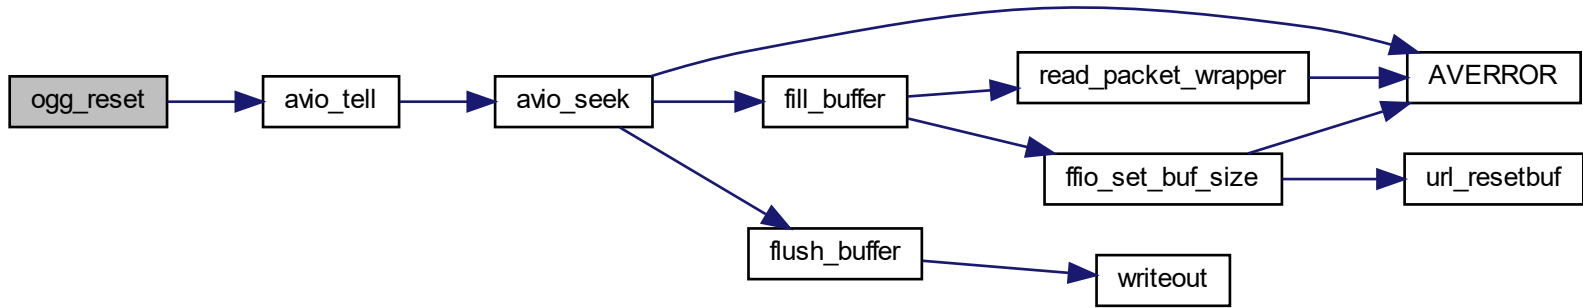 ogg_reset
avio_tell
avio_seek
fill_buffer
read_packet_wrapper
AVERROR
ffio_set_buf_size
url_resetbuf
flush_buffer
writeout